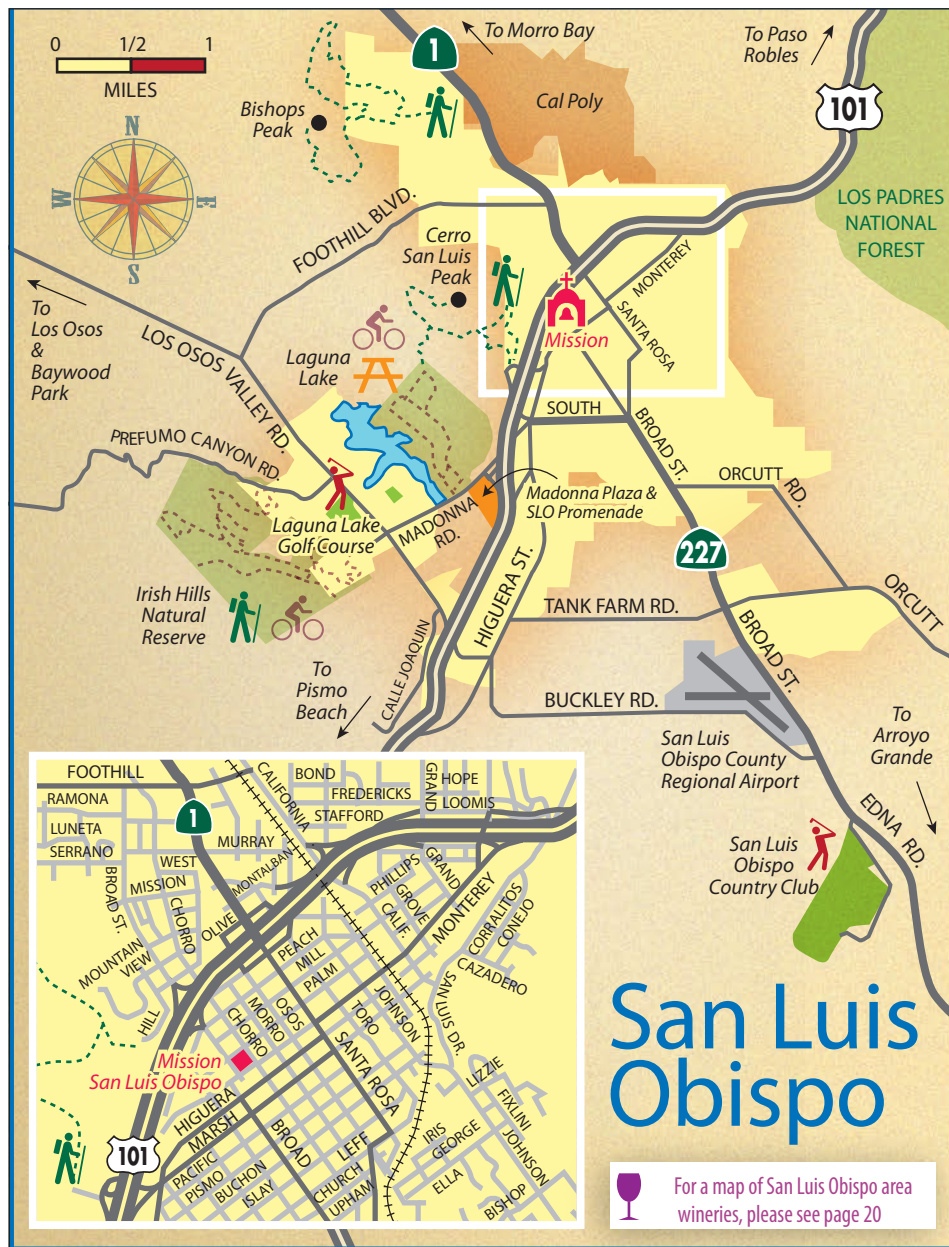 0 1/2 1
MILES
N
W
E
S
To Morro Bay
1
Cal Poly
To Paso
Robles
101
Bishops
Peak
LOS PADRES
NATIONAL
FOREST
FOOTHILL BLVD.
Cerro
San Luis
Peak
MONTEREY
SANTA ROSA
Mission
To
Los Osos
&
Baywood
Park
LOS OSOS VALLEY RD.
Laguna
Lake
SOUTH
BROAD ST.
PREFUMO CANYON RD.
ORCUTT RD.
Madonna Plaza &
SLO Promenade
MADONNA
RD.
Laguna Lake
Golf Course
227
HIGUERA ST.
Irish Hills
Natural
Reserve
TANK FARM RD.
ORCUTT
BROAD ST.
CALLE JOAQUIN
To
Pismo
Beach
BUCKLEY RD.
San Luis
Obispo County
Regional Airport
To
Arroyo
Grande
EDNA RD.
San Luis
Obispo
Country Club
FOOTHILL
CALIFORNIA
BOND
GRAND
HOPE
RAMONA
FREDERICKS
LOOMIS
1
STAFFORD
LUNETA
MURRAY
SERRANO
WEST
MONTALBAN
PHILLIPS
GRAND
BROAD ST.
MISSION
CHORRO
GROVE
CALIF.
MONTEREY
CORRALITOS
CONEJO
OLIVE
PEACH
MILL
PALM
MOUNTAIN
VIEW
CAZADERO
HILL
OSOS
MORRO
CHORRO
TORO
JOHNSON
SAN LUIS DR.
Mission
San Luis Obispo
SANTA ROSA
LIZZIE
HIGUERA
MARSH
FIXLINI
JOHNSON
BROAD
IRIS
GEORGE
101
PACIFIC
PISMO
BUCHON
ISLAY
LEFF
CHURCH
UPHAM
ELLA
BISHOP
San Luis
Obispo
For a map of San Luis Obispo area
wineries, please see page 20